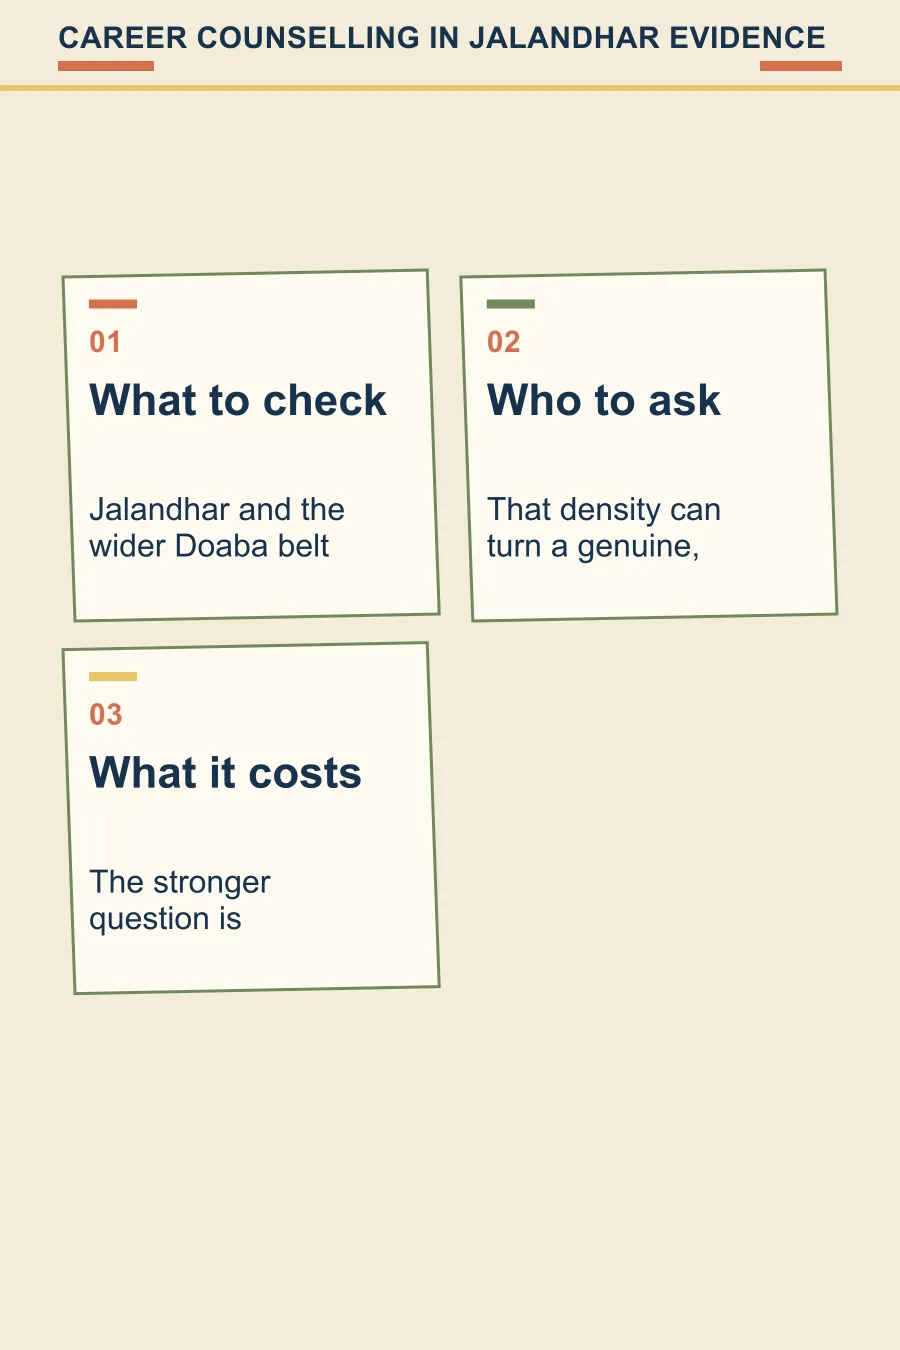 CAREER COUNSELLING IN JALANDHAR EVIDENCE
01
What to check
Jalandhar and the
wider Doaba belt
02
Who to ask
That density can
turn a genuine,
03
What it costs
The stronger
question is